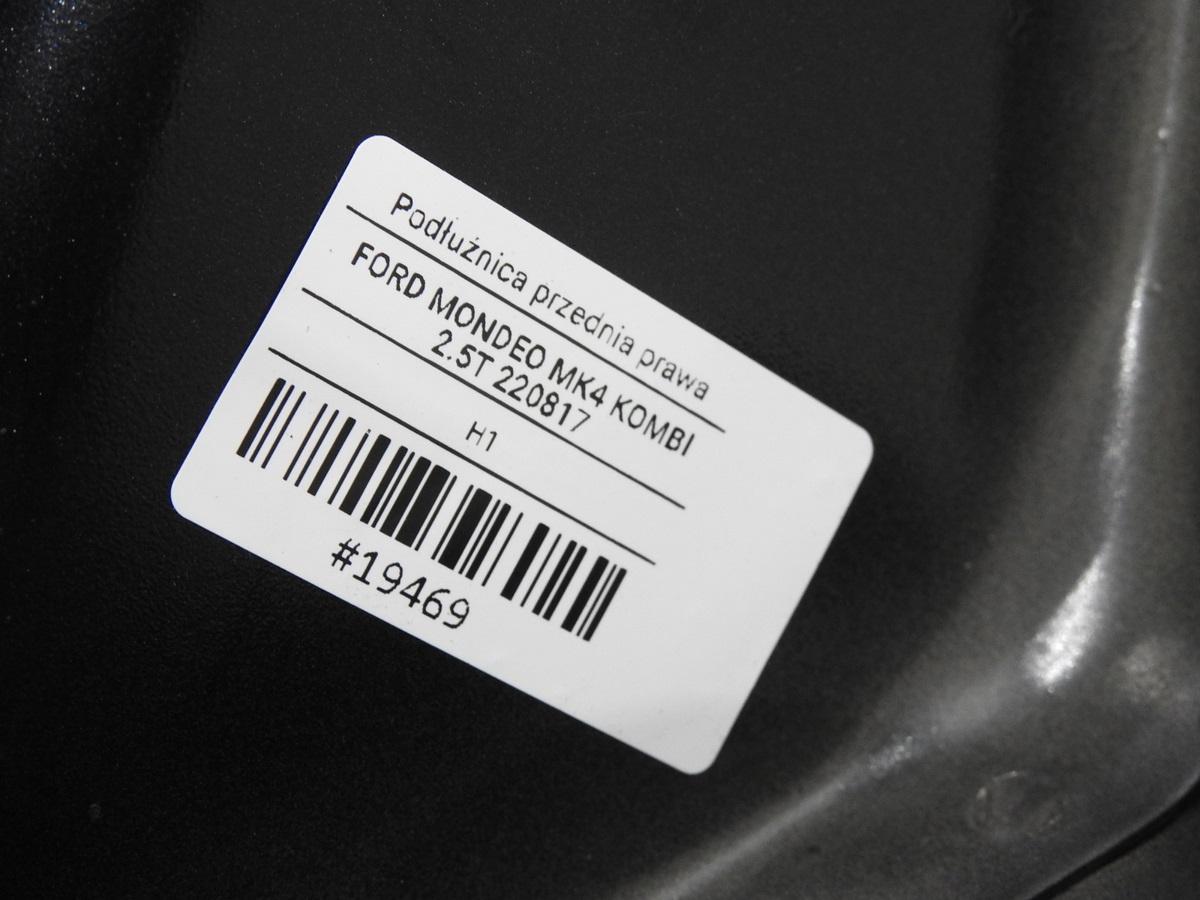 Podłużnica przednia prawa
FORD MONDEO MK4 KOMBI
2.5T 220817
H1
#19469